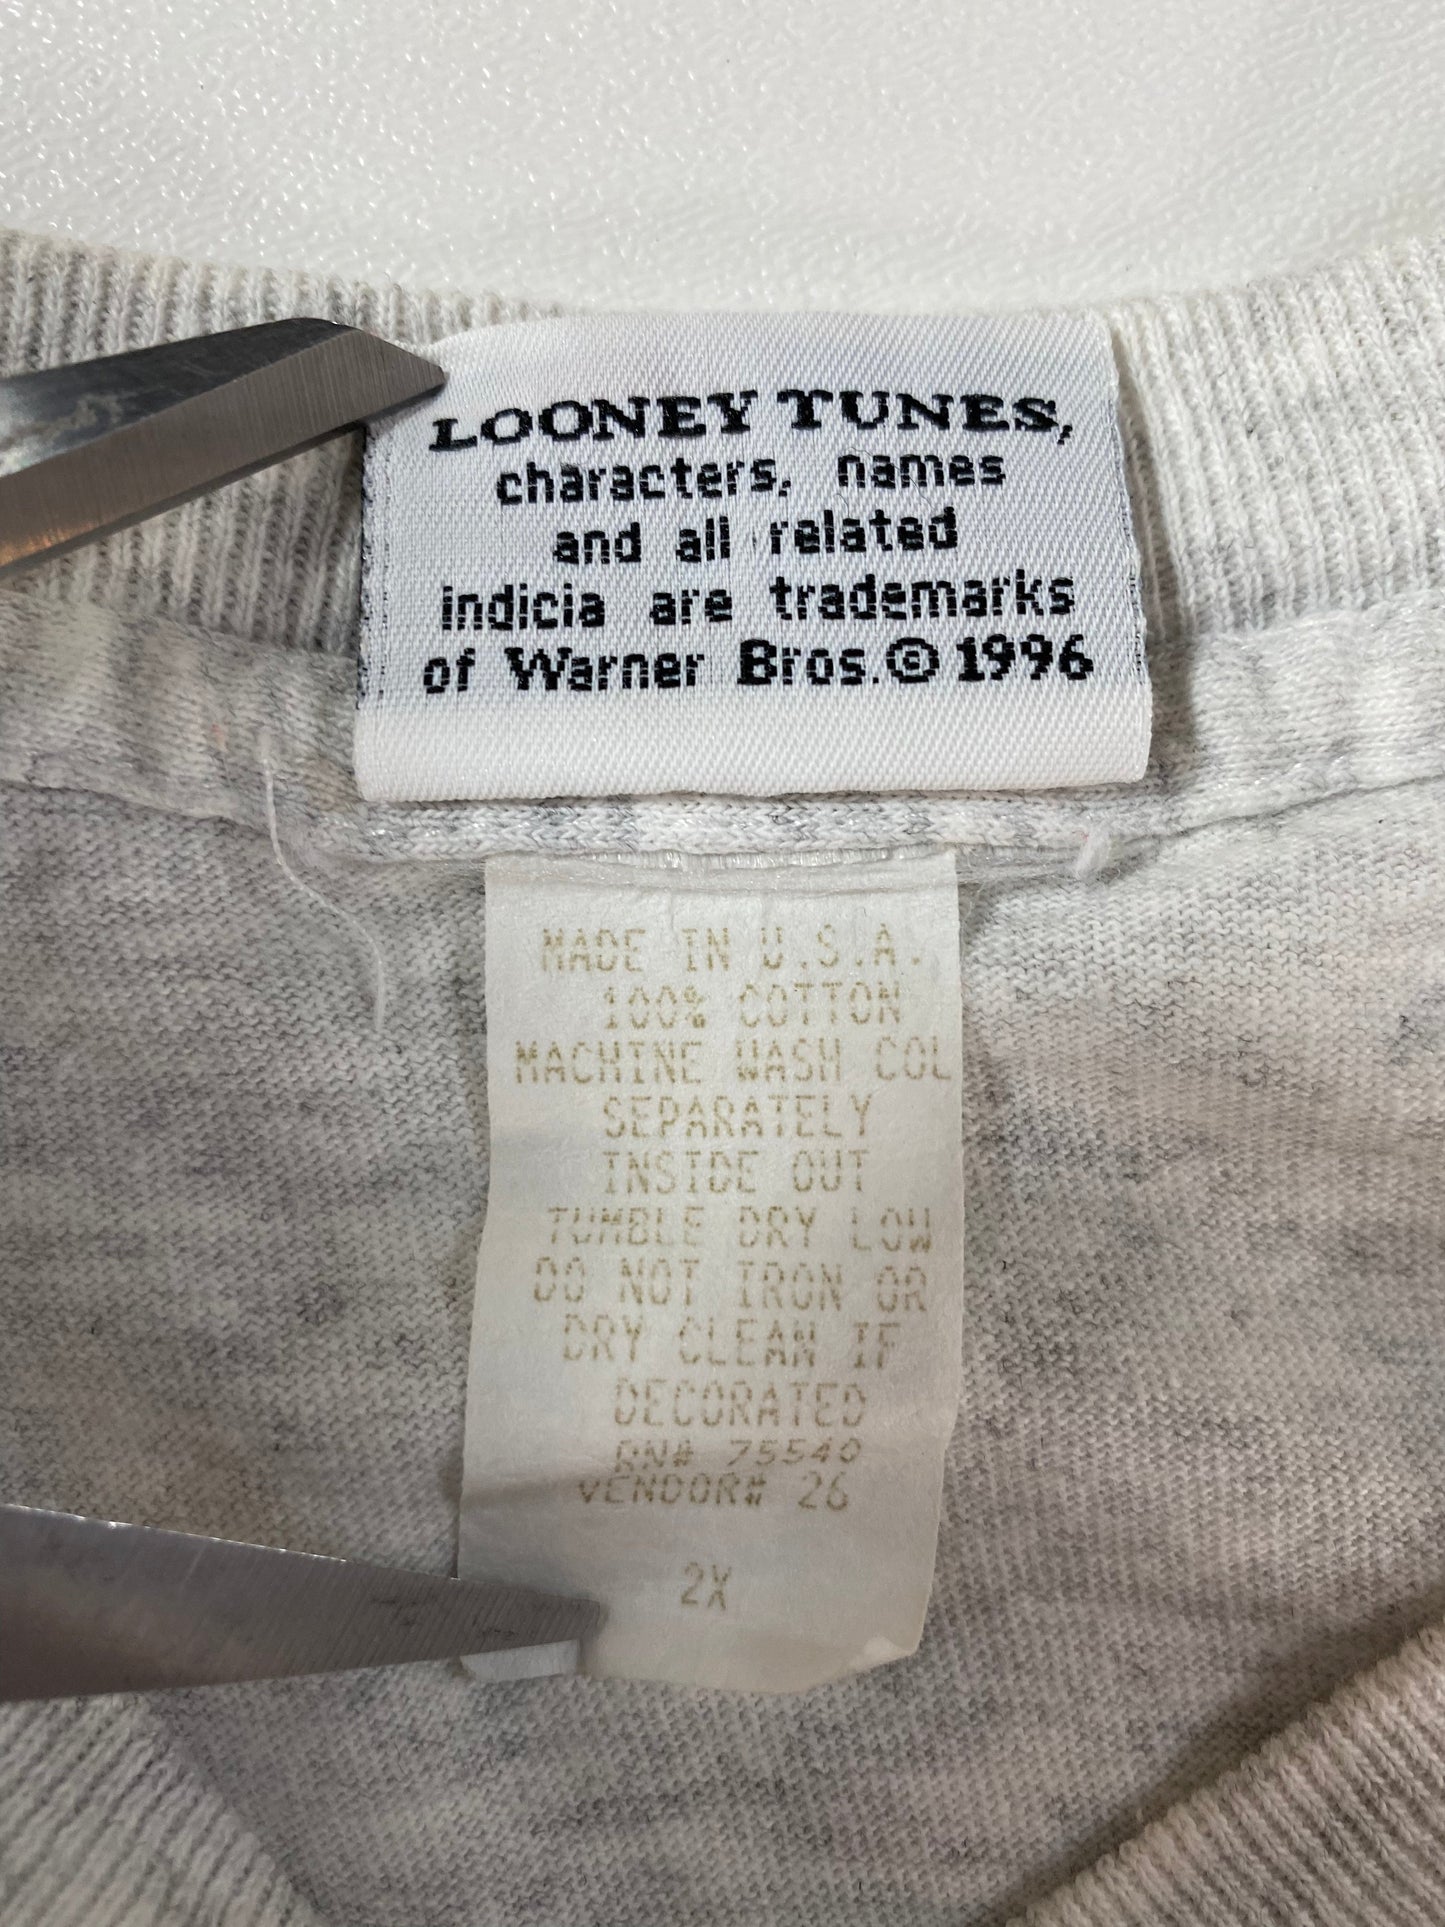 LOONEY TUNES,
characters, names
and all related
indicia are trademarks
of Warner Bros. © 1996
MADE IN U.S.A.
100% COTTON
MACHINE WASH COL
SEPARATELY
INSIDE OUT
TUMBLE DRY LOW
DO NOT IRON OR
DRY CLEAN IF
DECORATED
RN# 75540
VENDOR# 26
2X